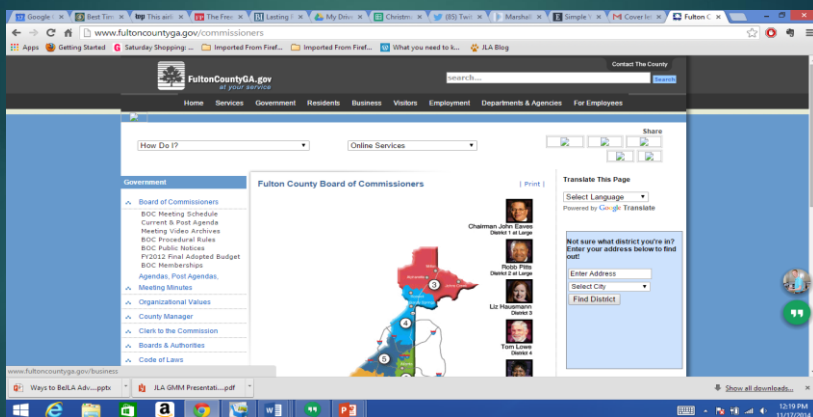 Google
Best Tim
top This airl
The Free
Lasting
My Driv
Christm
(85) Twit
Marshall
Simple
Cover let
Fulton C
www.fultoncountyga.gov/commissioners
Apps
Getting Started
Saturday Shopping: ...
Imported From Firef...
Imported From Firef...
What you need to k...
JLA Blog
Contact The County
FultonCountyGA.gov
at your service
search...
Search
Home Services Government Residents Business Visitors Employment Departments & Agencies For Employees
Share
How Do I?
Online Services
Government
Board of Commissioners
BOC Meeting Schedule
Current & Post Agenda
Meeting Video Archives
BOC Procedural Rules
BOC Public Notices
FY2012 Final Adopted Budget
BOC Memberships
Agendas, Post Agendas,
Meeting Minutes
Organizational Values
County Manager
Clerk to the Commission
Boards & Authorities
Code of Laws
Fulton County Board of Commissioners
| Print |
Chairman John Eaves
District 1 at Large
Robb Pitts
District 2 at Large
Liz Hausmann
District 3
Tom Lowe
District 4
3
4
5
Translate This Page
Select Language
Powered by Google Translate
Not sure what district you're in?
Enter your address below to find
out!
Enter Address
Select City
Find District
www.fultoncountyga.gov/business
Ways to BellLA Adv....pptx
JLA GMM Presentati....pdf
Show all downloads...
12:19 PM
11/17/2014